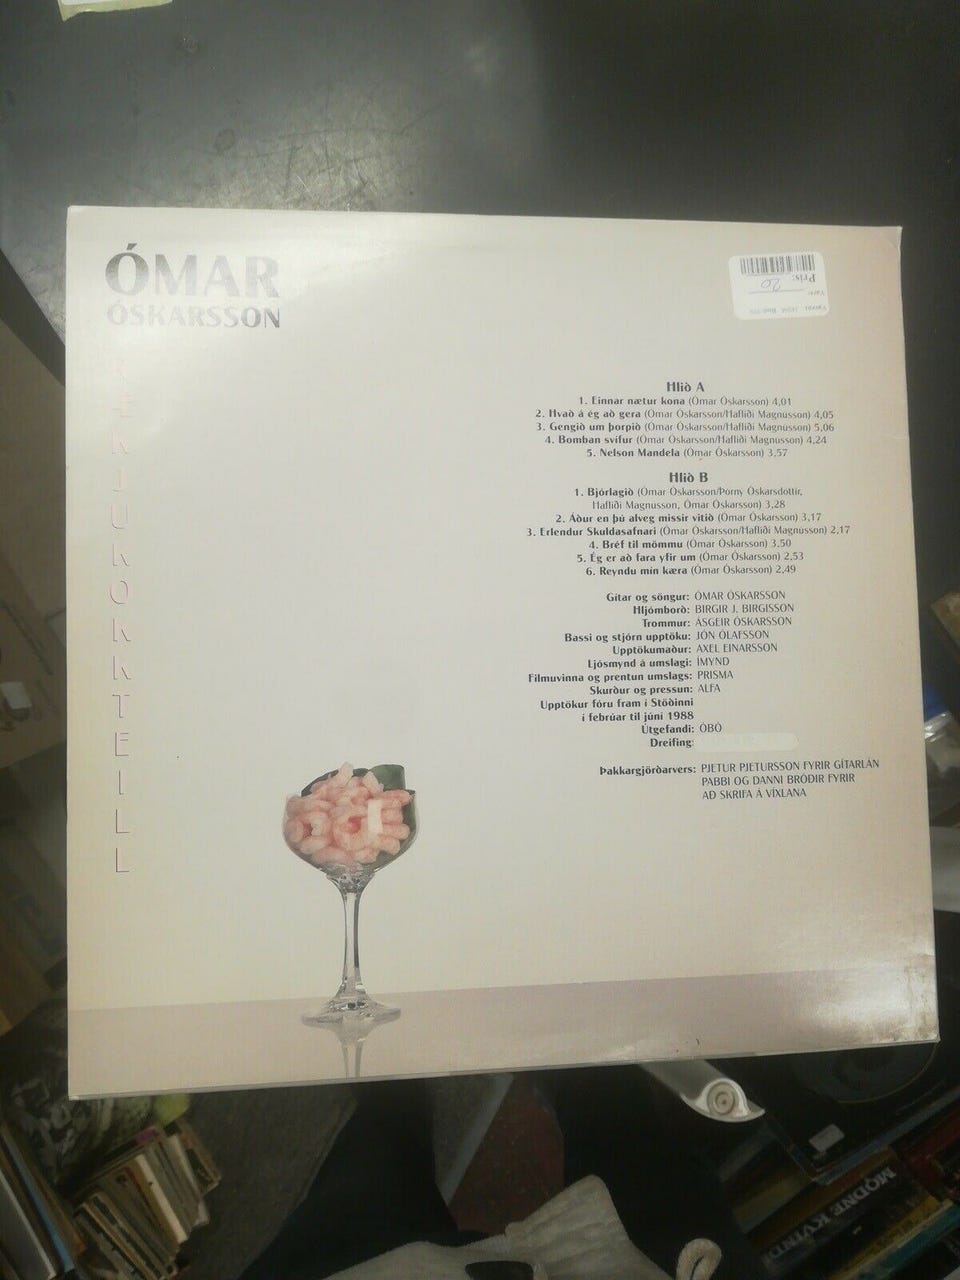 ÓMAR
ÓSKARSSON
RÆKJUKOKKTEILL
Pris: 20
Hlið A
1. Einnar nætur kona (Ómar Óskarsson) 4,01
2. Hvað á ég að gera (Ómar Óskarsson/Hafliði Magnússon) 4,05
3. Gengið um þorpið (Ómar Óskarsson/Hafliði Magnússon) 5,06
4. Bomban svífur (Ómar Óskarsson/Hafliði Magnússon) 4,24
5. Nelson Mandela (Ómar Óskarsson) 3,57
Hlið B
1. Bjórlagið (Ómar Óskarsson/Þorny Óskarsdóttir,
Hafliði Magnússon, Ómar Óskarsson) 3,28
2. Áður en þú alveg missir vitið (Ómar Óskarsson) 3,17
3. Erlendur Skuldasafnari (Ómar Óskarsson/Hafliði Magnússon) 2,17
4. Bréf til mömmu (Ómar Óskarsson) 3,50
5. Ég er að fara yfir um (Ómar Óskarsson) 2,53
6. Reyndu mín kæra (Ómar Óskarsson) 2,49
Gítar og söngur: ÓMAR ÓSKARSSON
Hljómborð: BIRGIR J. BIRGISSON
Trommur: ÁSGEIR ÓSKARSSON
Bassi og stjórn upptöku: JÓN ÓLAFSSON
Upptökumaður: AXEL EINARSSON
Ljósmynd á umslagi: ÍMYND
Filmuvinna og prentun umslags: PRISMA
Skurður og pressun: ALFA
Upptökur fóru fram í Stöðinni
í febrúar til júní 1988
Útgefandi: ÓBÓ
Dreifing:
Þakkargjörðarvers: PJETUR PJETURSSON FYRIR GÍTARLÁN
PABBI OG DANNI BRÓÐIR FYRIR
AÐ SKRIFA Á VÍXLANA